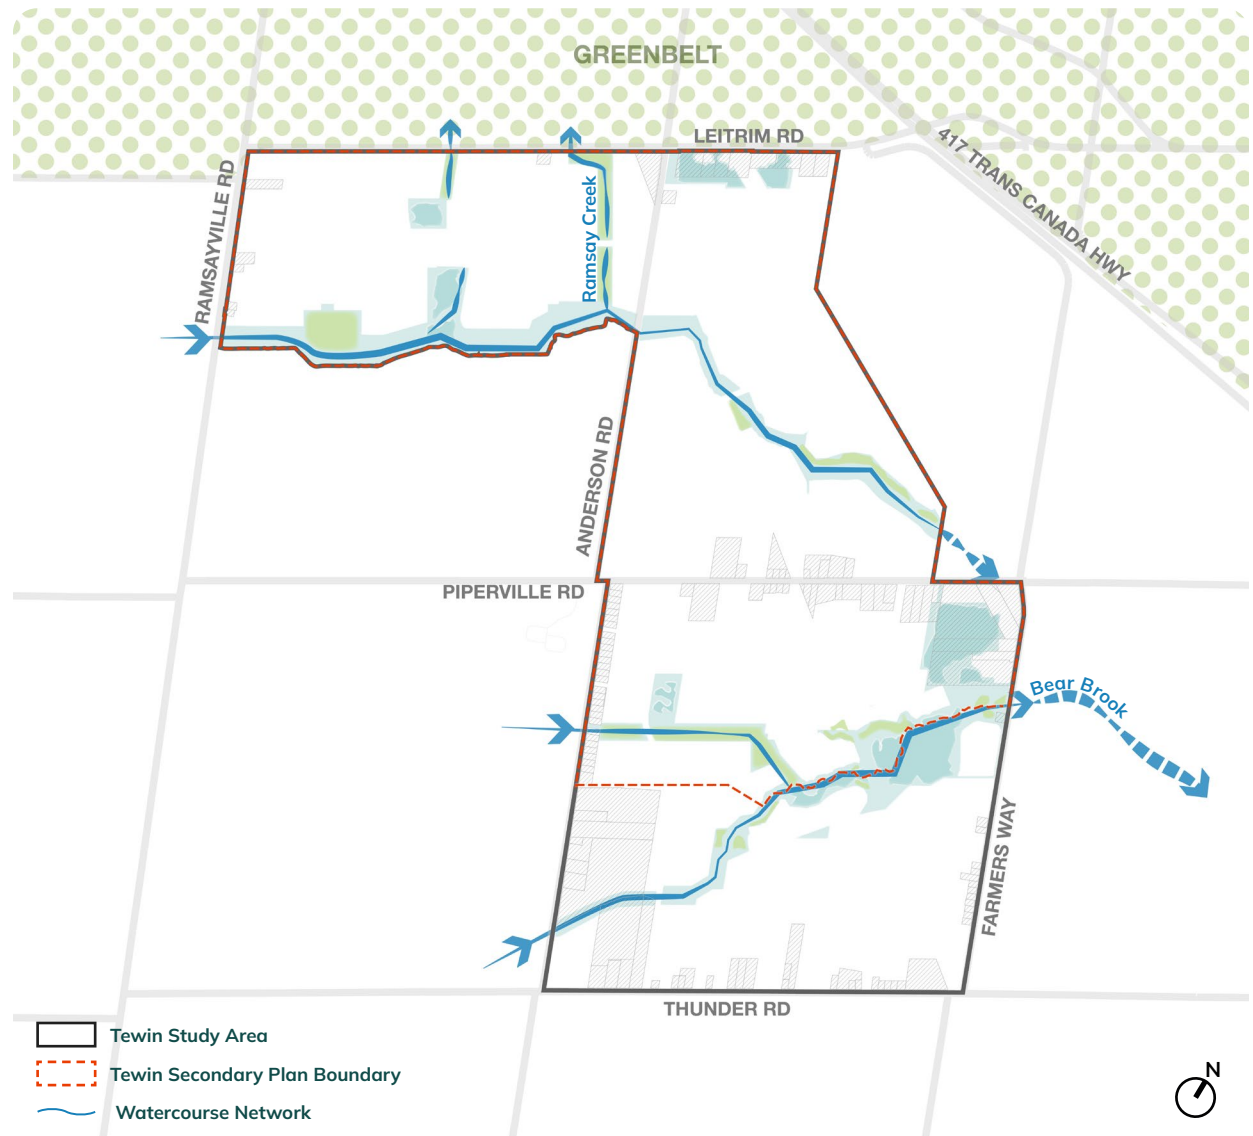 GREENBELT
LEITRIM RD
417 TRANS CANADA HWY
RAMSAYVILLE RD
Ramsay Creek
ANDERSON RD
PIPERVILLE RD
Bear Brook
FARMERS WAY
THUNDER RD
Tewin Study Area
Tewin Secondary Plan Boundary
Watercourse Network
N